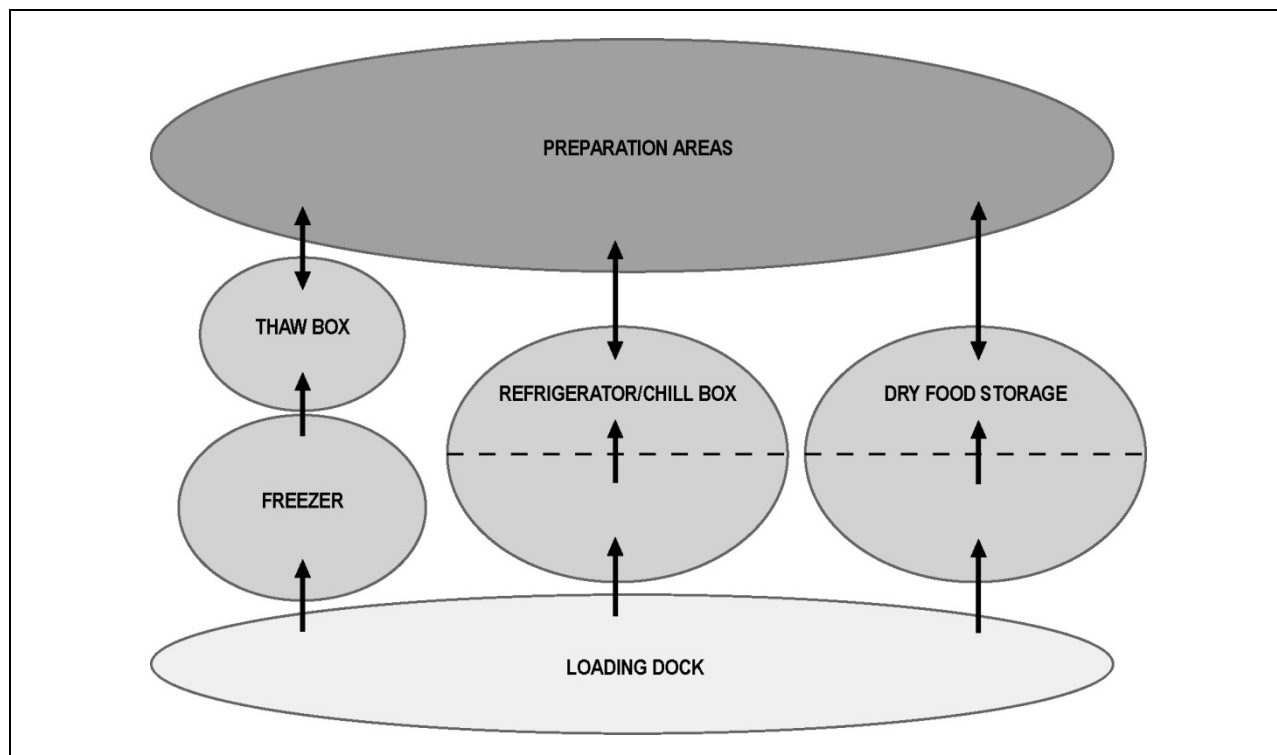 PREPARATION AREAS
THAW BOX
REFRIGERATOR/CHILL BOX
DRY FOOD STORAGE
FREEZER
LOADING DOCK